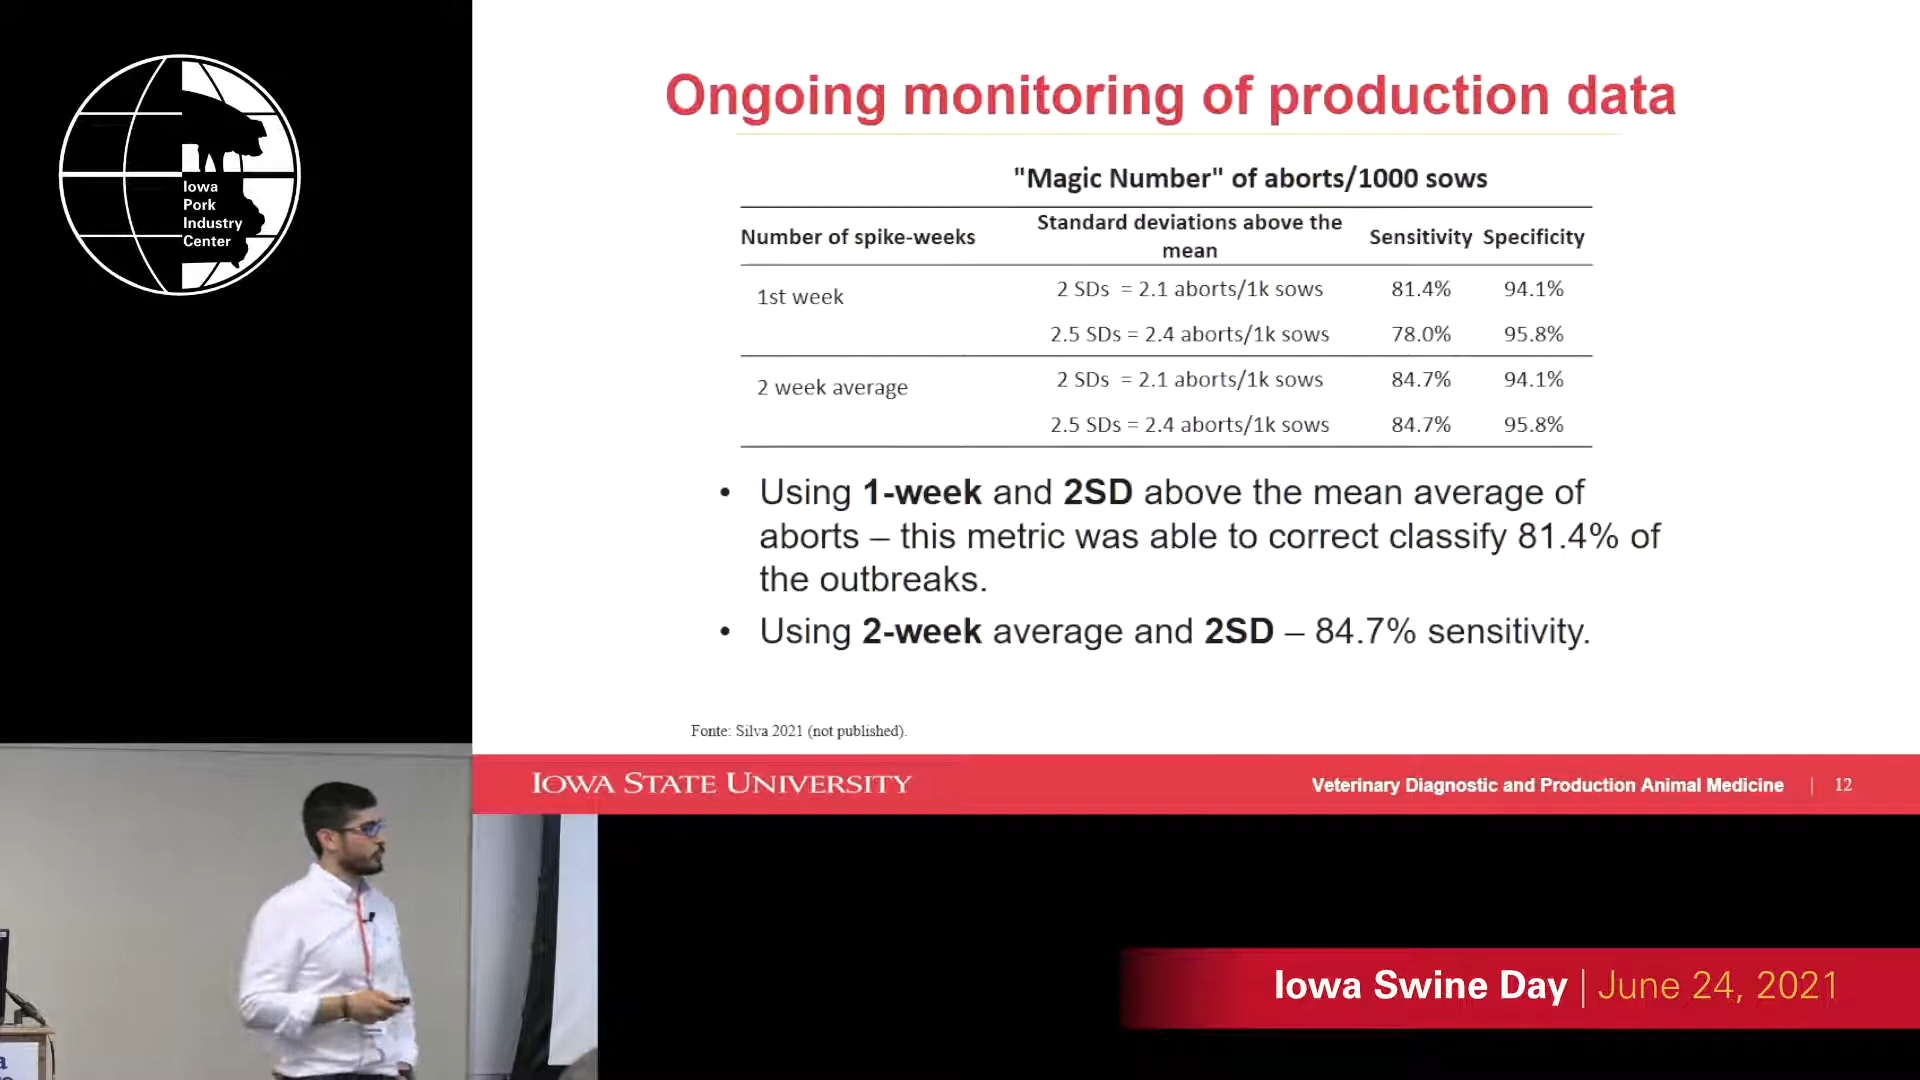 Iowa
Pork
Industry
Center
Ongoing monitoring of production data
"Magic Number" of aborts/1000 sows
Number of spike-weeks Standard deviations above the mean Sensitivity Specificity
1st week 2 SDs = 2.1 aborts/1k sows 81.4% 94.1%
2.5 SDs = 2.4 aborts/1k sows 78.0% 95.8%
2 week average 2 SDs = 2.1 aborts/1k sows 84.7% 94.1%
2.5 SDs = 2.4 aborts/1k sows 84.7% 95.8%
• Using 1-week and 2SD above the mean average of
aborts – this metric was able to correct classify 81.4% of
the outbreaks.
• Using 2-week average and 2SD – 84.7% sensitivity.
Fonte: Silva 2021 (not published).
IOWA STATE UNIVERSITY
Veterinary Diagnostic and Production Animal Medicine | 12
Iowa Swine Day | June 24, 2021